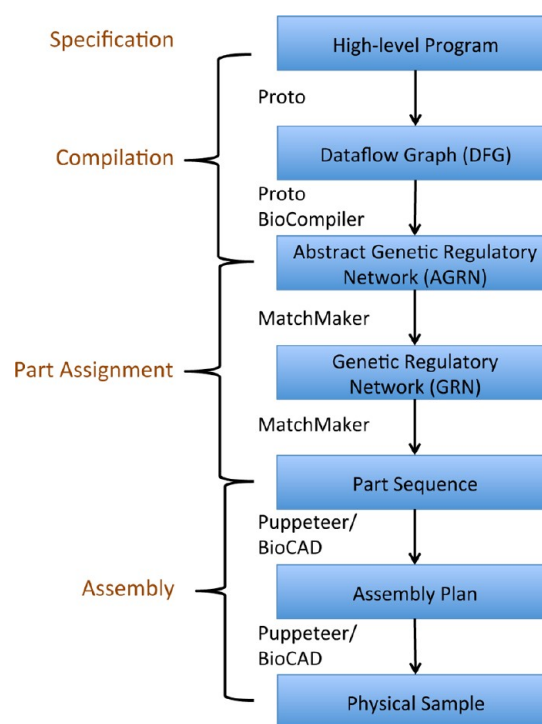 Specification
High-level Program
Proto
Compilation
Dataflow Graph (DFG)
Proto
BioCompiler
Abstract Genetic Regulatory
Network (AGRN)
MatchMaker
Part Assignment
Genetic Regulatory
Network (GRN)
MatchMaker
Part Sequence
Puppeteer/
BioCAD
Assembly
Assembly Plan
Puppeteer/
BioCAD
Physical Sample